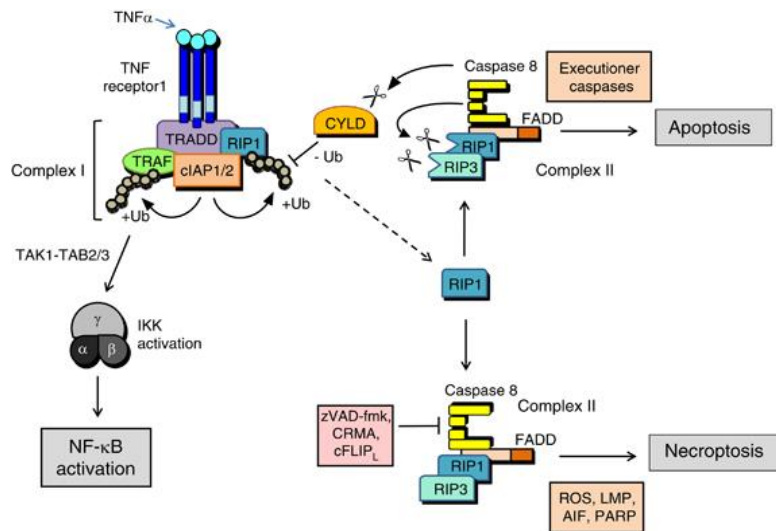 TNFα
TNF
receptor1
TRADD
RIP1
TRAF
cIAP1/2
Complex I
+Ub
+Ub
TAK1-TAB2/3
γ
α
β
IKK
activation
NF-κB
activation
CYLD
- Ub
Caspase 8
Executioner
caspases
FADD
RIP1
RIP3
Complex II
Apoptosis
RIP1
Caspase 8
Complex II
zVAD-fmk,
CRMA,
cFLIPL
FADD
RIP1
RIP3
Necroptosis
ROS, LMP,
AIF, PARP